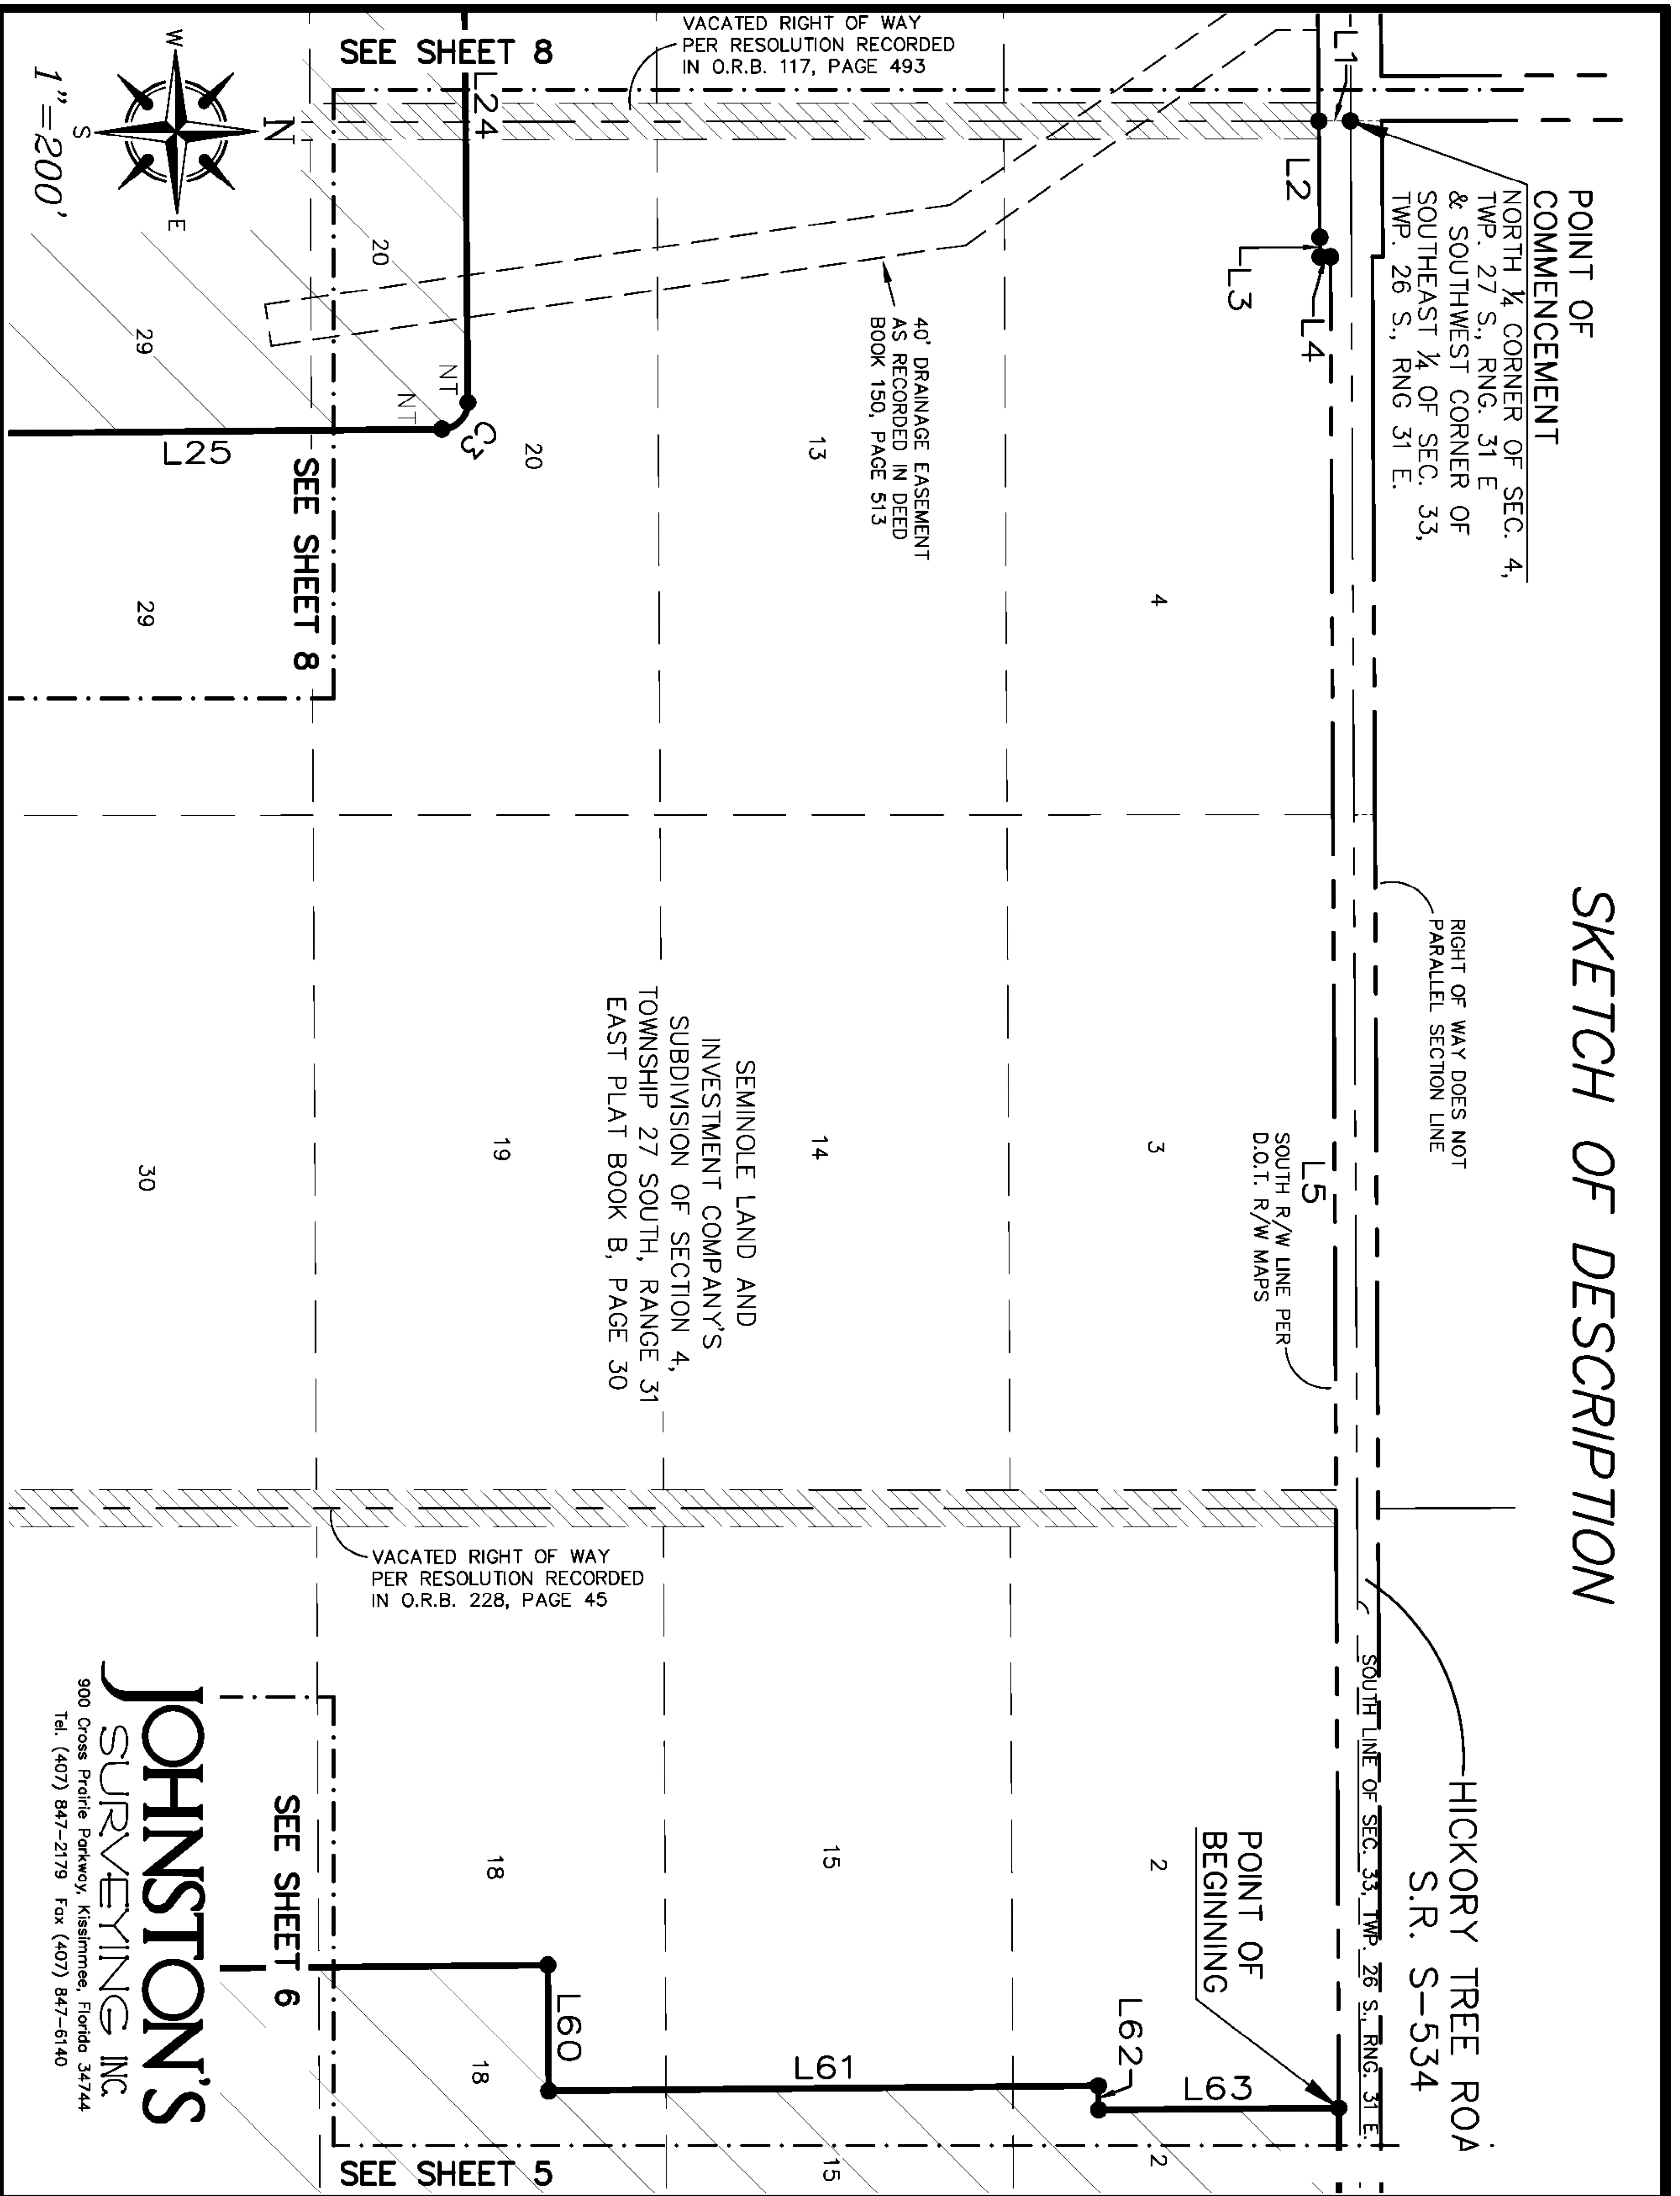 SKETCH OF DESCRIPTION
POINT OF
COMMENCEMENT
NORTH ¼ CORNER OF SEC. 4,
TWP. 27 S., RNG. 31 E
& SOUTHWEST CORNER OF
SOUTHEAST ¼ OF SEC. 33,
TWP. 26 S., RNG 31 E.
RIGHT OF WAY DOES NOT
PARALLEL SECTION LINE
HICKORY TREE ROA
S.R. S-534
SOUTH LINE OF SEC. 33, TWP. 26 S., RNG. 31 E.
L1
L2
L3
L4
L5
SOUTH R/W LINE PER
D.O.T. R/W MAPS
POINT OF
BEGINNING
VACATED RIGHT OF WAY
PER RESOLUTION RECORDED
IN O.R.B. 117, PAGE 493
40' DRAINAGE EASEMENT
AS RECORDED IN DEED
BOOK 150, PAGE 513
4
3
2
2
L62
L63
13
14
15
15
L61
SEMINOLE LAND AND
INVESTMENT COMPANY'S
SUBDIVISION OF SECTION 4,
TOWNSHIP 27 SOUTH, RANGE 31
EAST PLAT BOOK B, PAGE 30
SEE SHEET 8
L24
20
NT
NT
C3
20
19
18
18
L60
VACATED RIGHT OF WAY
PER RESOLUTION RECORDED
IN O.R.B. 228, PAGE 45
SEE SHEET 5
SEE SHEET 8
SEE SHEET 6
L25
29
29
30
N
W
E
S
1"=200'
JOHNSTON'S
SURVEYING INC.
900 Cross Prairie Parkway, Kissimmee, Florida 34744
Tel. (407) 847-2179 Fax (407) 847-6140